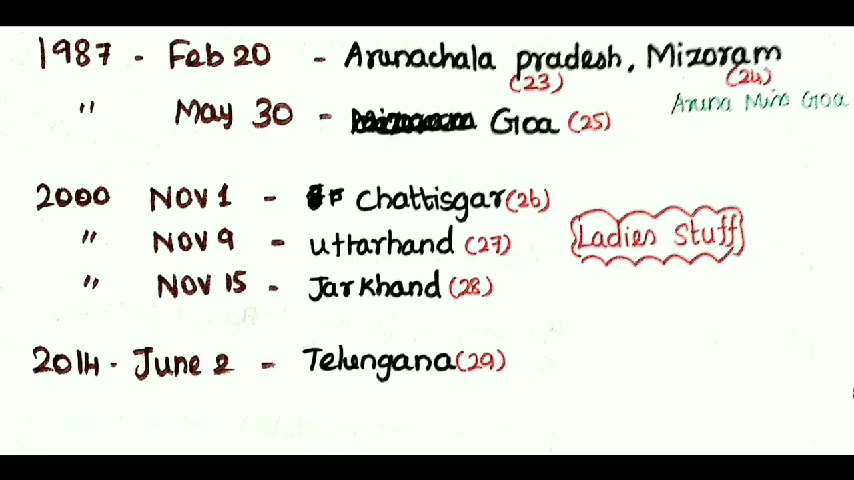 1987 - Feb 20 - Arunachala pradesh, Mizoram
(23) (24)
Aruna Mizo Goa
" May 30 - Goa (25)
2000 Nov 1 - Chattisgar (26)
" Nov 9 - uttarhand (27)
Ladies Stuff
" Nov 15 - Jarkhand (28)
2014 - June 2 - Telungana (29)